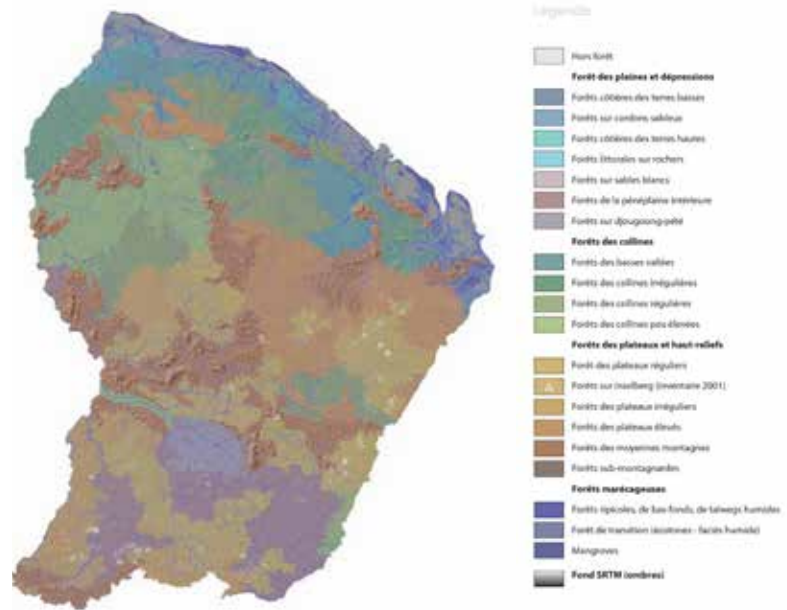 Légende
Hors forêt
Forêt des plaines et dépressions
Forêts côtières des terres basses
Forêts sur cordons sableux
Forêts côtières des terres hautes
Forêts littorales sur rochers
Forêts sur sables blancs
Forêts de la pénéplaine intérieure
Forêts sur djougoung-pété
Forêts des collines
Forêts des basses vallées
Forêts des collines irrégulières
Forêts des collines régulières
Forêts des collines peu élevées
Forêts des plateaux et haut-reliefs
Forêt des plateaux réguliers
Forêts sur inselberg (inventaire 2001)
Forêts des plateaux irréguliers
Forêts des plateaux élevés
Forêts des moyennes montagnes
Forêts sub-montagnardes
Forêts marécageuses
Forêts ripicoles, de bas-fonds, de talwegs humides
Forêt de transition (écotones - faciès humide)
Mangroves
Fond SRTM (ombres)